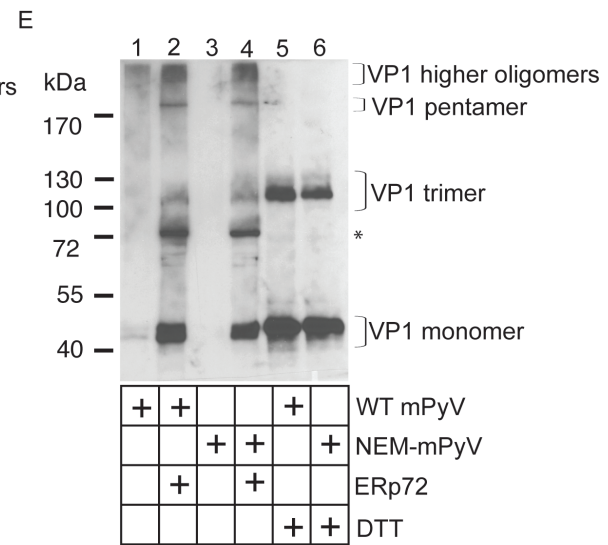 E
1 2 3 4 5 6
rs kDa
VP1 higher oligomers
VP1 pentamer
170
130
VP1 trimer
100
*
72
55
VP1 monomer
40
+ + + WT mPyV
+ + + NEM-mPyV
+ + ERp72
+ + DTT